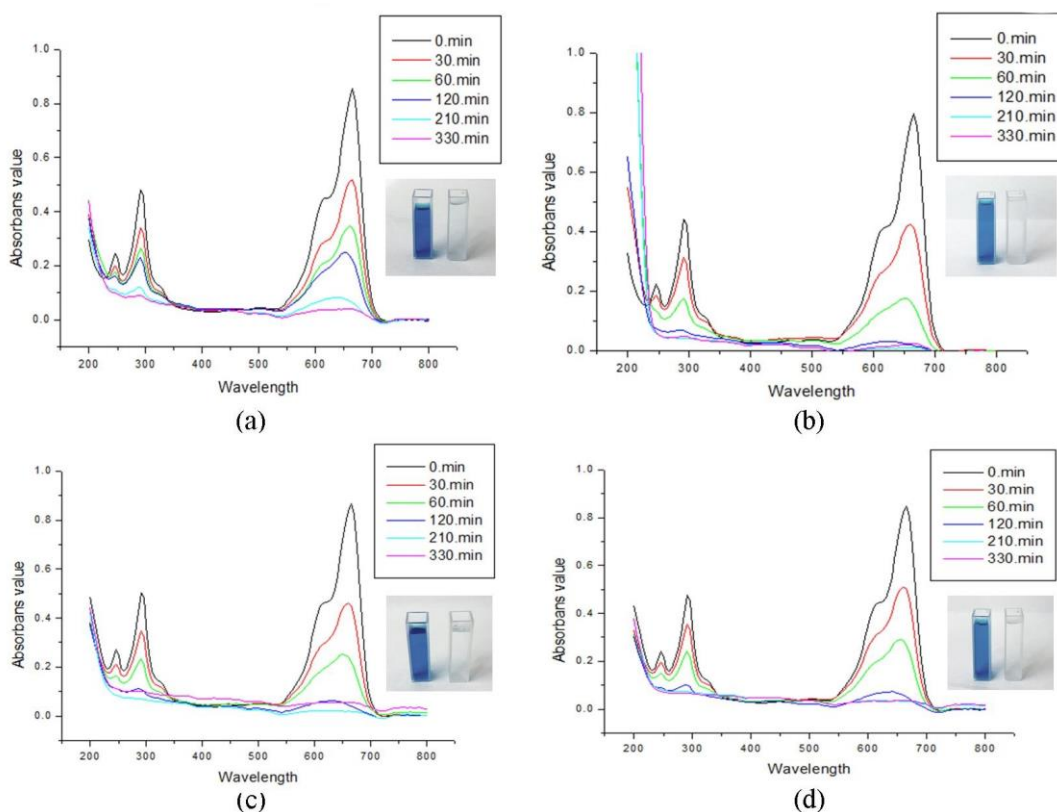 0.min
30.min
60.min
120.min
210.min
330.min
1.0
0.8
0.6
0.4
0.2
0.0
Absorbans value
200 300 400 500 600 700 800
Wavelength
(a)
0.min
30.min
60.min
120.min
210.min
330.min
1.0
0.8
0.6
0.4
0.2
0.0
Absorbans value
200 300 400 500 600 700 800
Wavelength
(b)
0.min
30.min
60.min
120.min
210.min
330.min
1.0
0.8
0.6
0.4
0.2
0.0
Absorbans value
200 300 400 500 600 700 800
Wavelength
(c)
0.min
30.min
60.min
120.min
210.min
330.min
1.0
0.8
0.6
0.4
0.2
0.0
Absorbans value
200 300 400 500 600 700 800
Wavelength
(d)